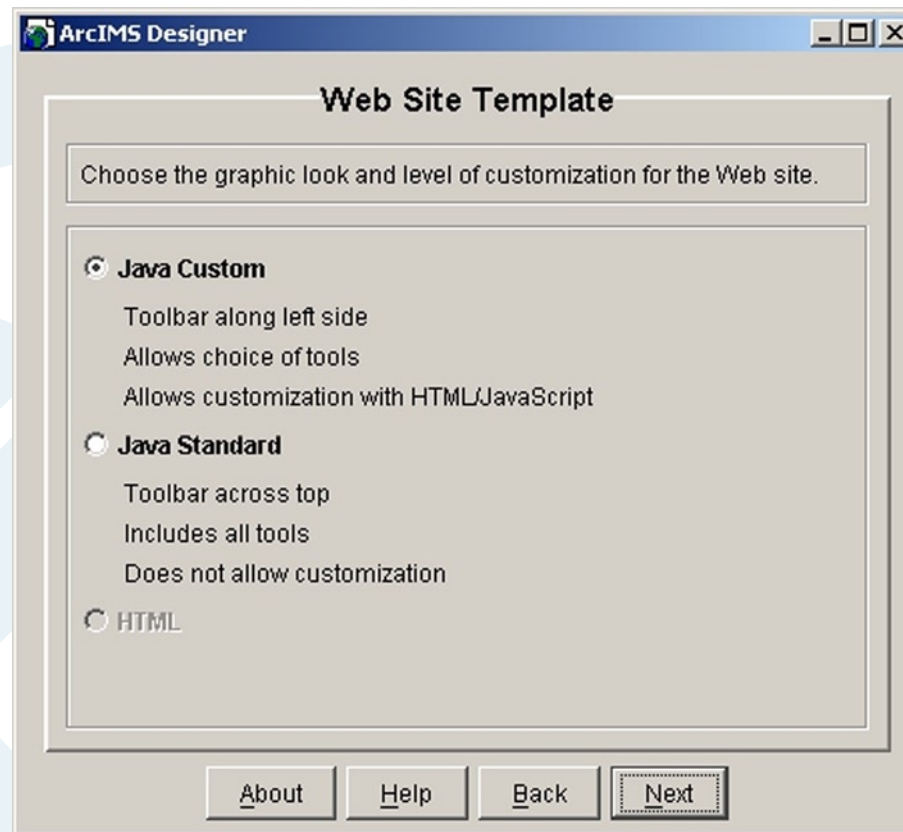 ArcIMS Designer
Web Site Template
Choose the graphic look and level of customization for the Web site.
Java Custom
Toolbar along left side
Allows choice of tools
Allows customization with HTML/JavaScript
Java Standard
Toolbar across top
Includes all tools
Does not allow customization
HTML
About Help Back Next